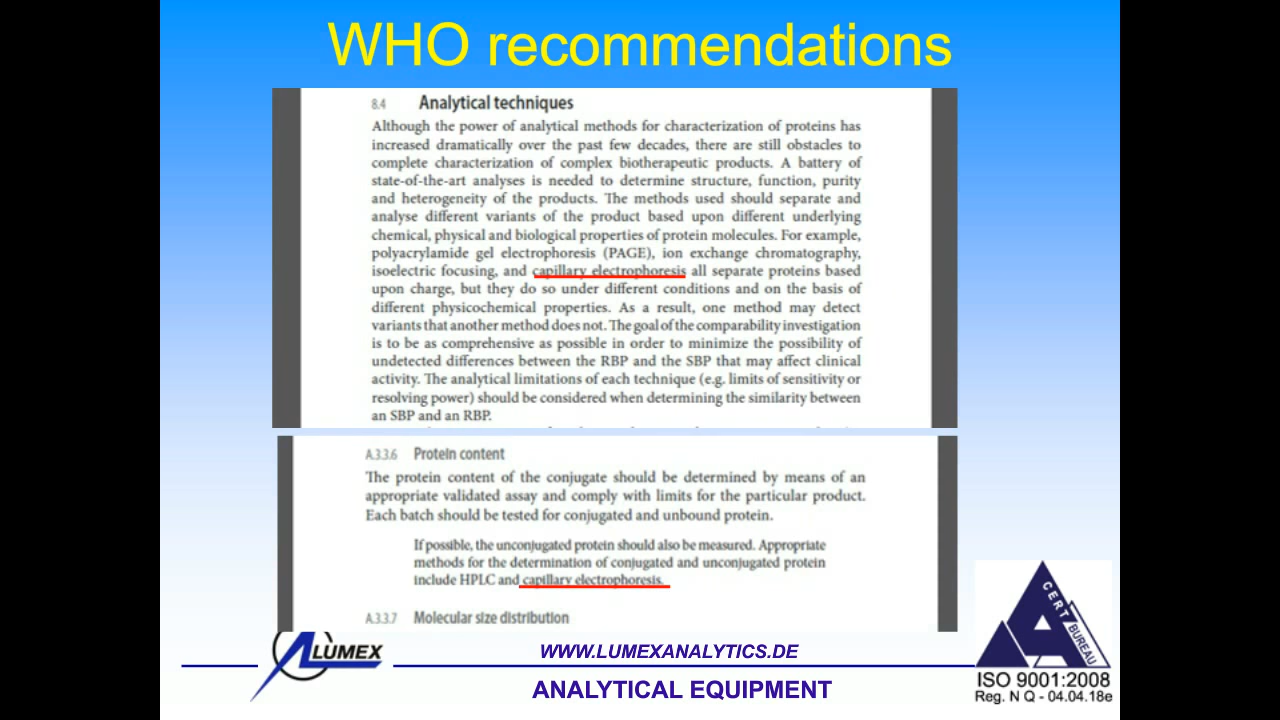 WHO recommendations
8.4 Analytical techniques
Although the power of analytical methods for characterization of proteins has
increased dramatically over the past few decades, there are still obstacles to
complete characterization of complex biotherapeutic products. A battery of
state-of-the-art analyses is needed to determine structure, function, purity
and heterogeneity of the products. The methods used should separate and
analyse different variants of the product based upon different underlying
chemical, physical and biological properties of protein molecules. For example,
polyacrylamide gel electrophoresis (PAGE), ion exchange chromatography,
isoelectric focusing, and capillary electrophoresis all separate proteins based
upon charge, but they do so under different conditions and on the basis of
different physicochemical properties. As a result, one method may detect
variants that another method does not. The goal of the comparability investigation
is to be as comprehensive as possible in order to minimize the possibility of
undetected differences between the RBP and the SBP that may affect clinical
activity. The analytical limitations of each technique (e.g. limits of sensitivity or
resolving power) should be considered when determining the similarity between
an SBP and an RBP.
A.3.3.6 Protein content
The protein content of the conjugate should be determined by means of an
appropriate validated assay and comply with limits for the particular product.
Each batch should be tested for conjugated and unbound protein.
If possible, the unconjugated protein should also be measured. Appropriate
methods for the determination of conjugated and unconjugated protein
include HPLC and capillary electrophoresis.
A.3.3.7 Molecular size distribution
LUMEX
WWW.LUMEXANALYTICS.DE
ANALYTICAL EQUIPMENT
CERT
BUREAU
ISO 9001:2008
Reg. N Q - 04.04.18e